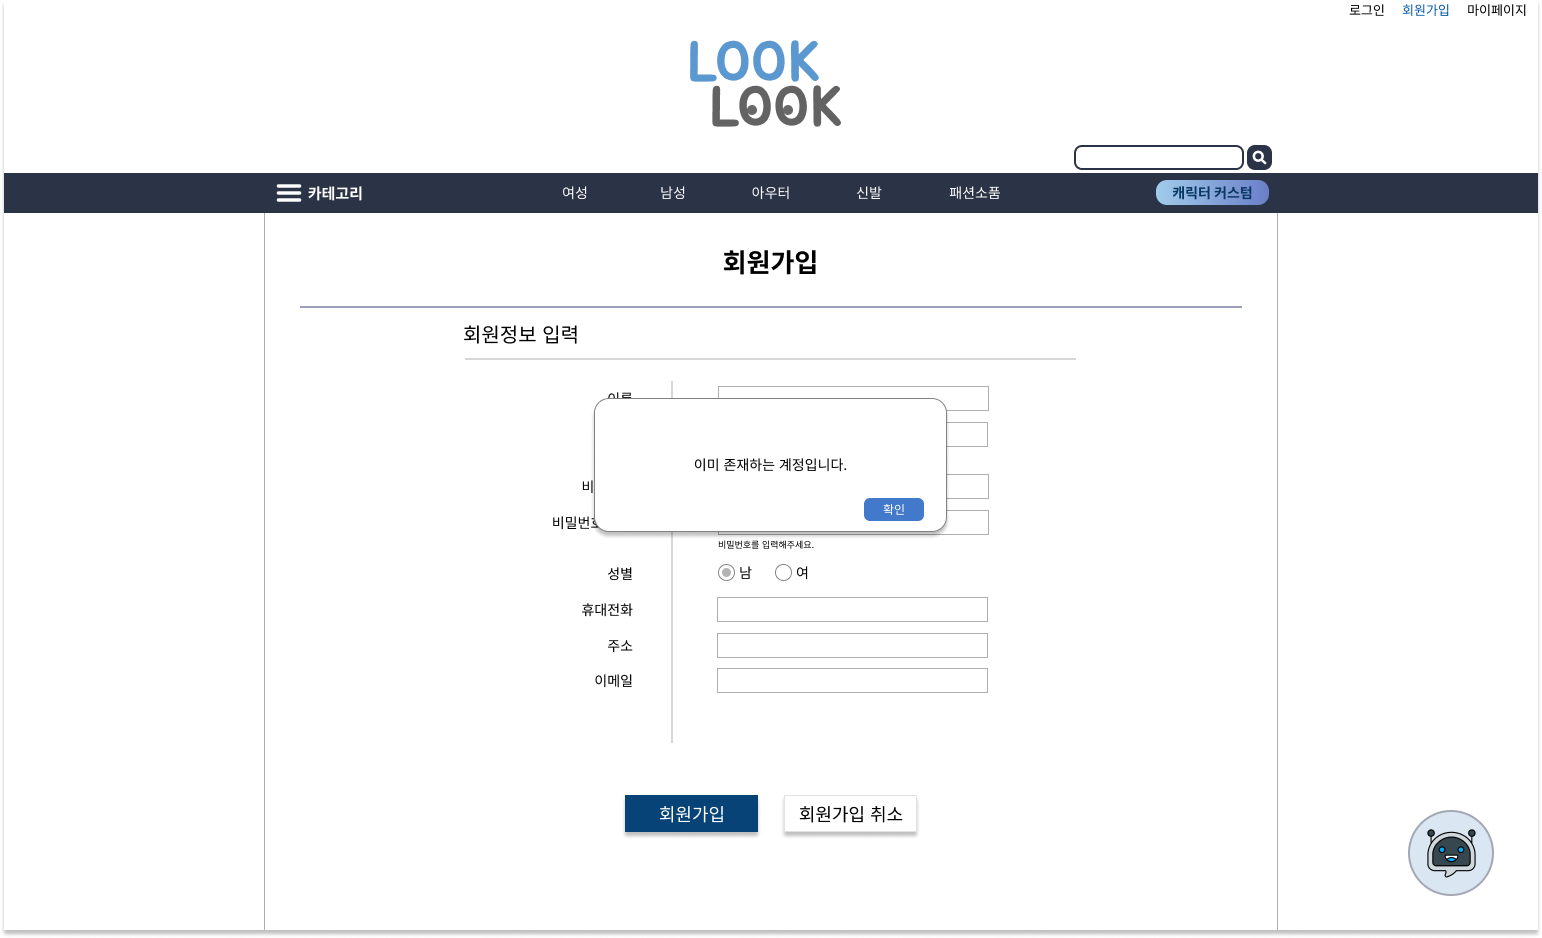 로그인 회원가입 마이페이지
LOOK
LOOK
카테고리 여성 남성 아우터 신발 패션소품 캐릭터 커스텀
회원가입
회원정보 입력
이미 존재하는 계정입니다.
확인
비밀번호를 입력해주세요.
성별 남 여
휴대전화
주소
이메일
회원가입 회원가입 취소